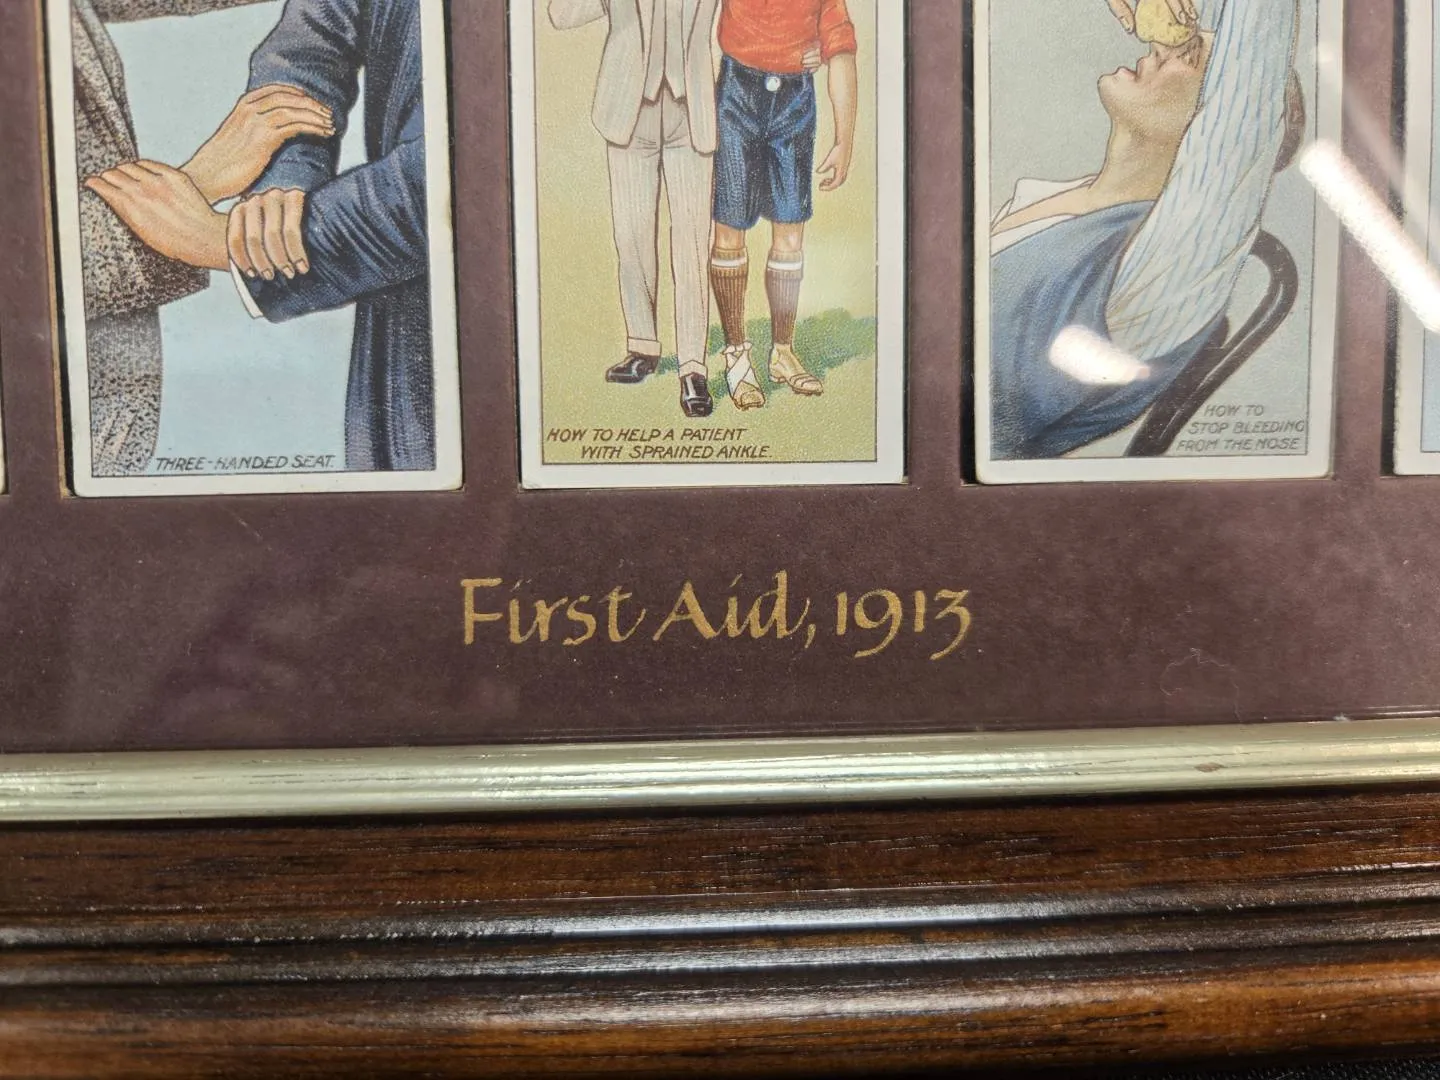 THREE-HANDED SEAT.
HOW TO HELP A PATIENT
WITH SPRAINED ANKLE.
HOW TO
STOP BLEEDING
FROM THE NOSE
First Aid, 1913